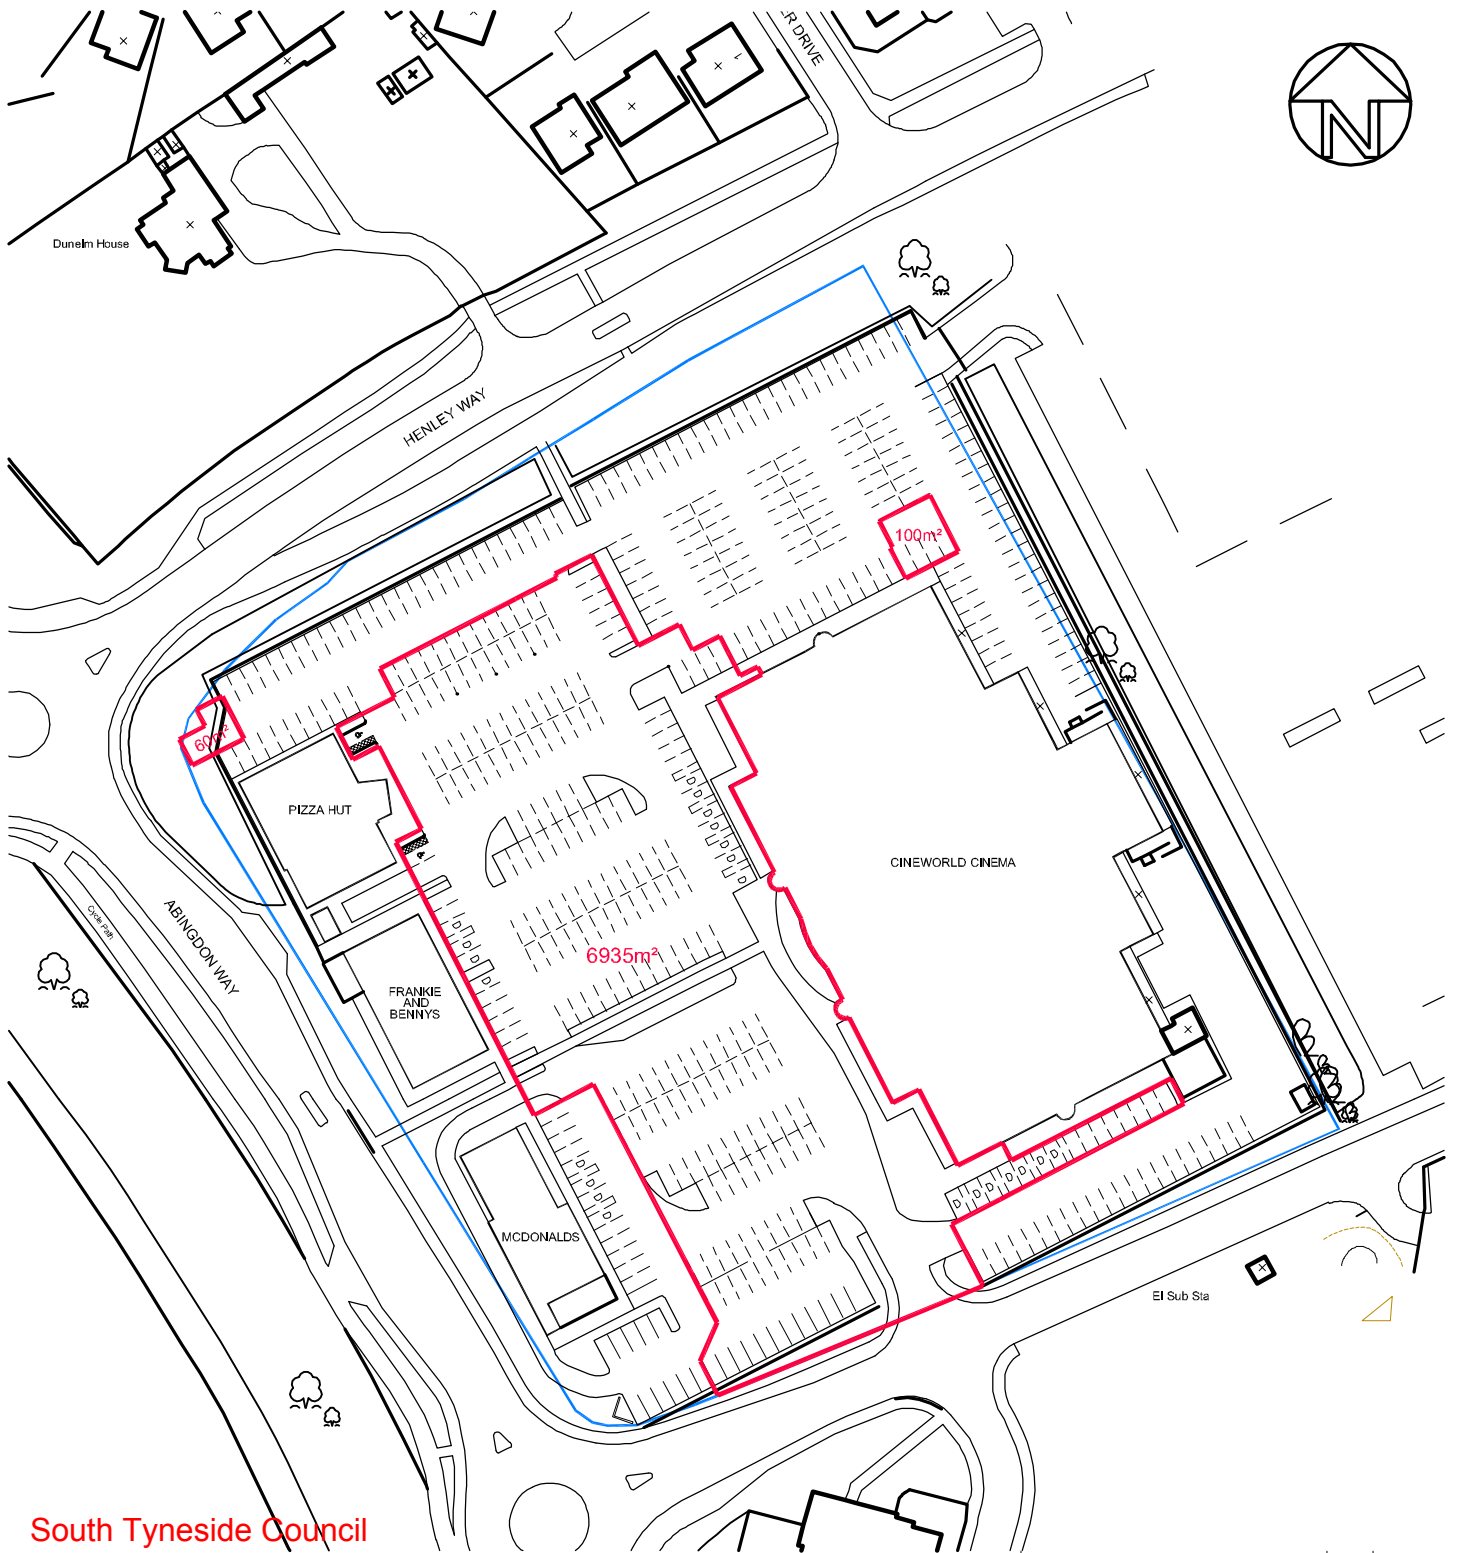 ER DRIVE
N
Dunelm House
HENLEY WAY
100m²
60m²
PIZZA HUT
CINEWORLD CINEMA
ABINGDON WAY
Cycle Path
6935m²
FRANKIE
AND
BENNYS
MCDONALDS
El Sub Sta
South Tyneside Council